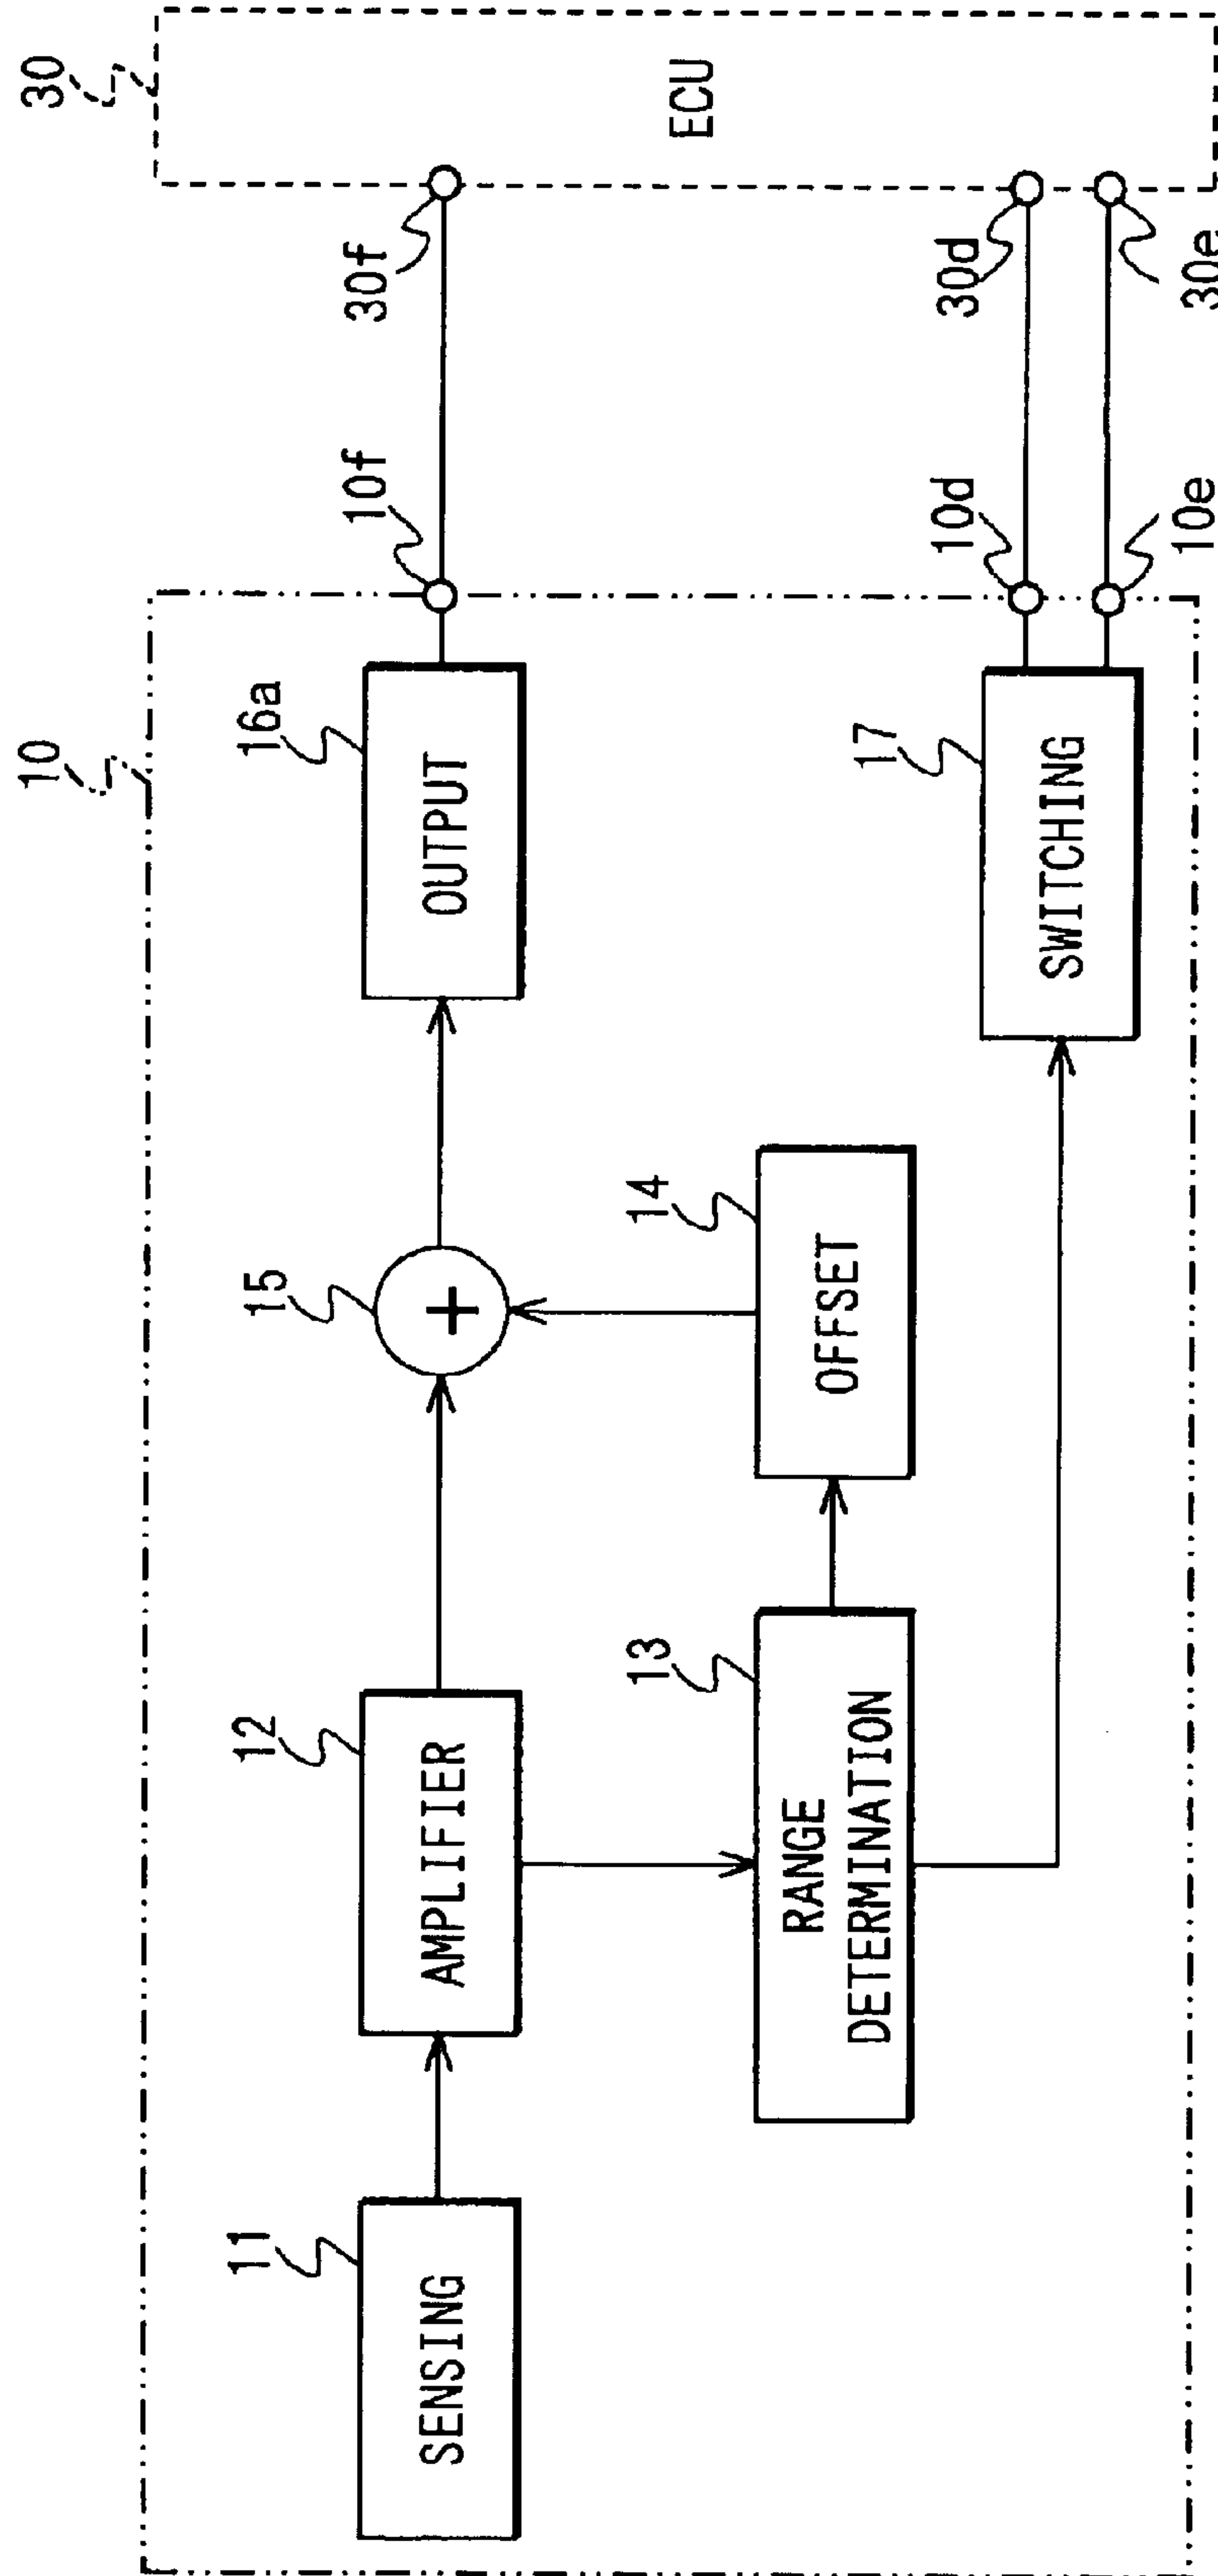 10
30
11
SENSING
12
AMPLIFIER
15
+
16a
OUTPUT
10f
30f
ECU
13
RANGE
DETERMINATION
14
OFFSET
17
SWITCHING
10d
30d
10e
30e